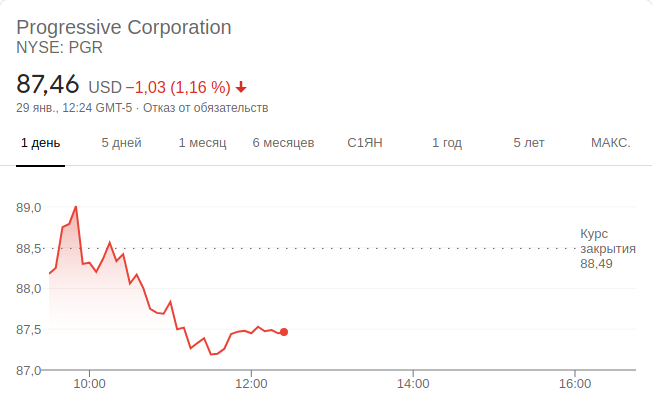 Progressive Corporation
NYSE: PGR
87,46 USD −1,03 (1,16 %)
29 янв., 12:24 GMT-5 · Отказ от обязательств
1 день 5 дней 1 месяц 6 месяцев С1ЯН 1 год 5 лет МАКС.
89,0
88,5
88,0
87,5
87,0
Курс
закрытия
88,49
10:00 12:00 14:00 16:00